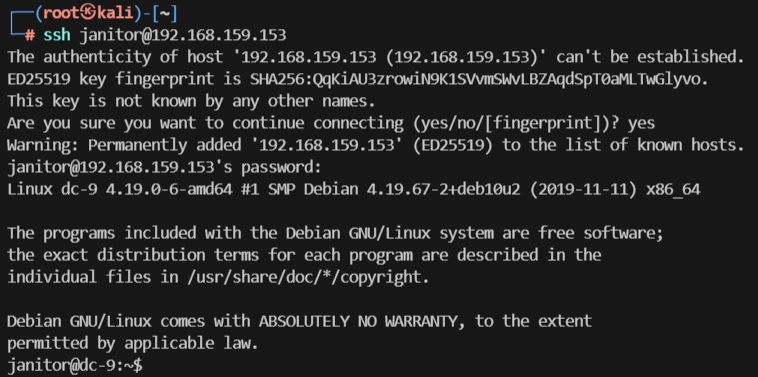 ┌──(root㉿kali)-[~]
└─# ssh janitor@192.168.159.153
The authenticity of host '192.168.159.153 (192.168.159.153)' can't be established.
ED25519 key fingerprint is SHA256:QqKiAU3zrowiN9K1SVvmSWvLBZAqdSpT0aMLTwGlyvo.
This key is not known by any other names.
Are you sure you want to continue connecting (yes/no/[fingerprint])? yes
Warning: Permanently added '192.168.159.153' (ED25519) to the list of known hosts.
janitor@192.168.159.153's password:
Linux dc-9 4.19.0-6-amd64 #1 SMP Debian 4.19.67-2+deb10u2 (2019-11-11) x86_64

The programs included with the Debian GNU/Linux system are free software;
the exact distribution terms for each program are described in the
individual files in /usr/share/doc/*/copyright.

Debian GNU/Linux comes with ABSOLUTELY NO WARRANTY, to the extent
permitted by applicable law.
janitor@dc-9:~$